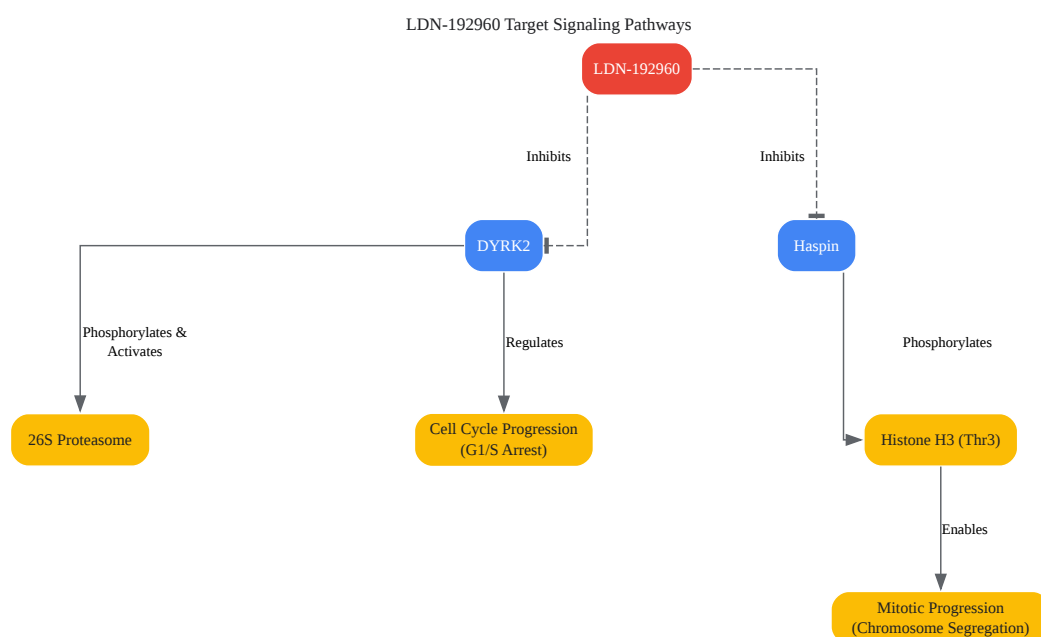 LDN-192960 Target Signaling Pathways
LDN-192960
Inhibits
Inhibits
DYRK2
Haspin
Phosphorylates &
Activates
Regulates
Phosphorylates
26S Proteasome
Cell Cycle Progression
(G1/S Arrest)
Histone H3 (Thr3)
Enables
Mitotic Progression
(Chromosome Segregation)